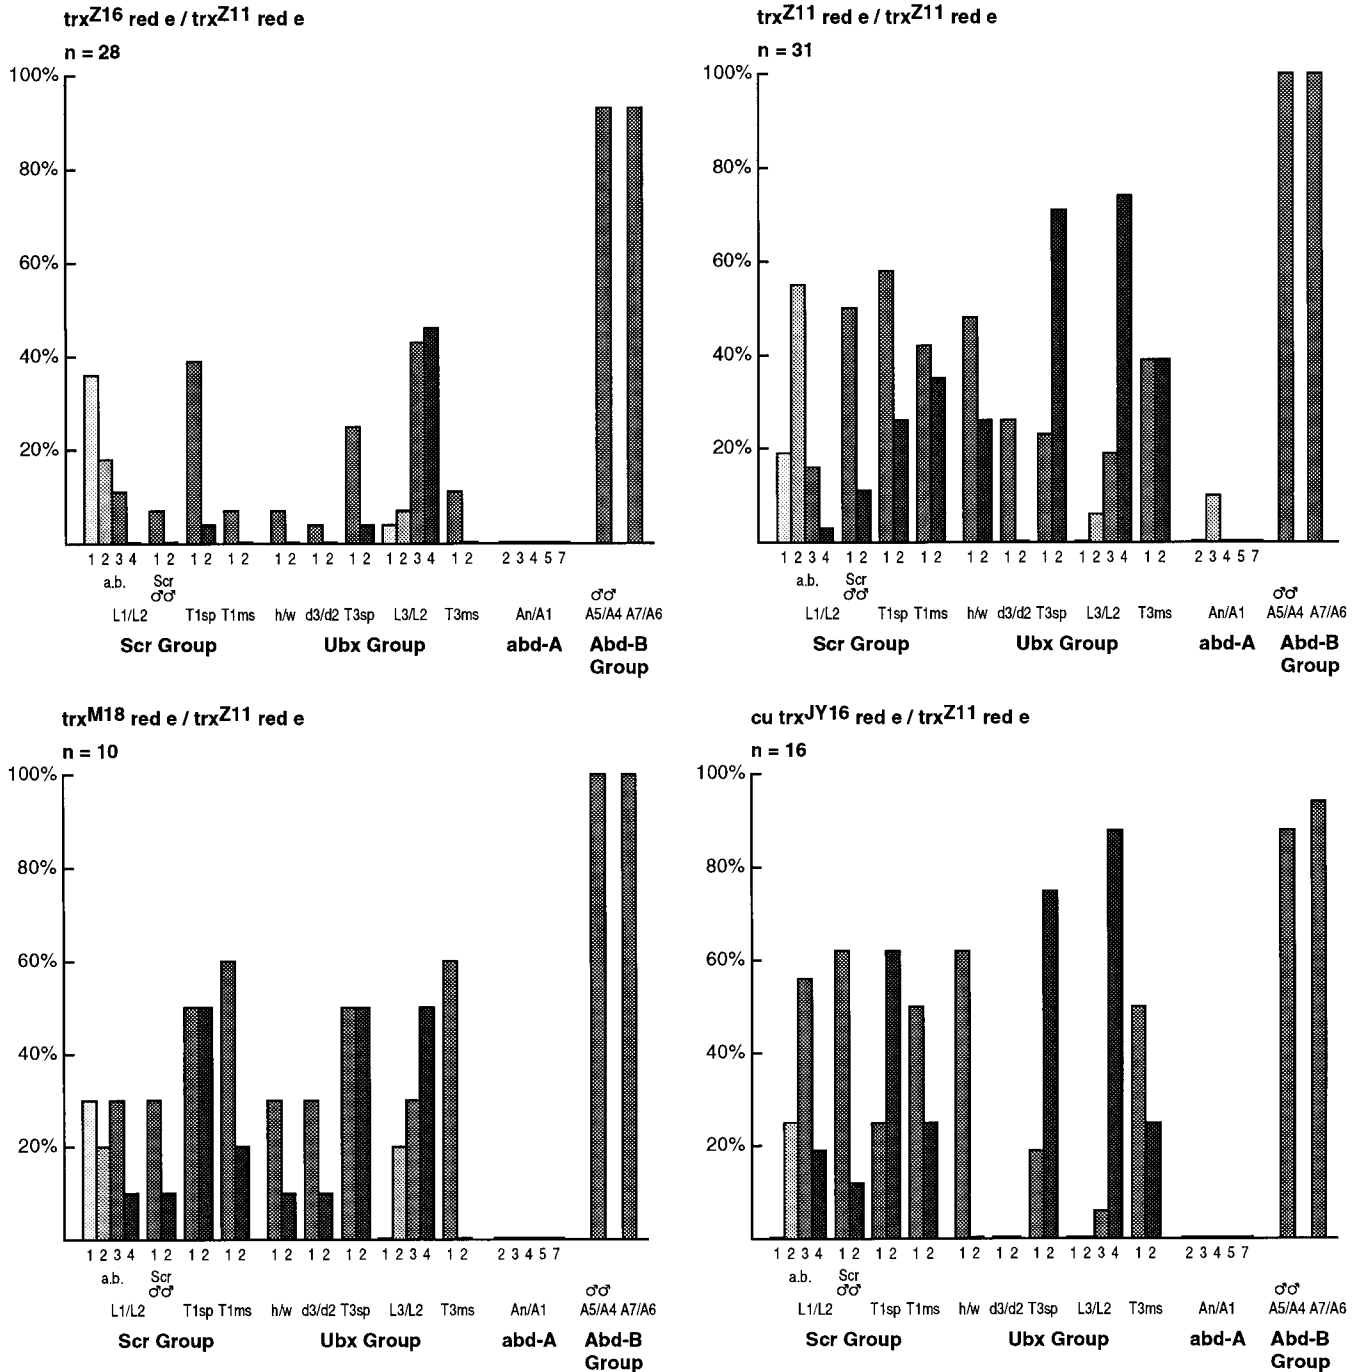 trxZ16 red e / trxZ11 red e
n = 28
100%
80%
60%
40%
20%
1 2 3 4 1 2 1 2 1 2 1 2 1 2 1 2 1 2 3 4 1 2 2 3 4 5 7
a.b. Scr
♂♂ ♂♂
L1/L2 T1sp T1ms h/w d3/d2 T3sp L3/L2 T3ms An/A1 A5/A4 A7/A6
Scr Group Ubx Group abd-A Abd-B
Group
trxZ11 red e / trxZ11 red e
n = 31
100%
80%
60%
40%
20%
1 2 3 4 1 2 1 2 1 2 1 2 1 2 1 2 1 2 3 4 1 2 2 3 4 5 7
a.b. Scr
♂♂ ♂♂
L1/L2 T1sp T1ms h/w d3/d2 T3sp L3/L2 T3ms An/A1 A5/A4 A7/A6
Scr Group Ubx Group abd-A Abd-B
Group
trxM18 red e / trxZ11 red e
n = 10
100%
80%
60%
40%
20%
1 2 3 4 1 2 1 2 1 2 1 2 1 2 1 2 1 2 3 4 1 2 2 3 4 5 7
a.b. Scr
♂♂ ♂♂
L1/L2 T1sp T1ms h/w d3/d2 T3sp L3/L2 T3ms An/A1 A5/A4 A7/A6
Scr Group Ubx Group abd-A Abd-B
Group
cu trxJY16 red e / trxZ11 red e
n = 16
100%
80%
60%
40%
20%
1 2 3 4 1 2 1 2 1 2 1 2 1 2 1 2 1 2 3 4 1 2 2 3 4 5 7
a.b. Scr
♂♂ ♂♂
L1/L2 T1sp T1ms h/w d3/d2 T3sp L3/L2 T3ms An/A1 A5/A4 A7/A6
Scr Group Ubx Group abd-A Abd-B
Group